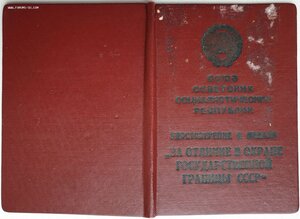 СОЮЗ
СОВЕТСКИХ
СОЦИАЛИСТИЧЕСКИХ
РЕСПУБЛИК
УДОСТОВЕРЕНИЕ К МЕДАЛИ
„ЗА ОТЛИЧИЕ В ОХРАНЕ
ГОСУДАРСТВЕННОЙ
ГРАНИЦЫ СССР“